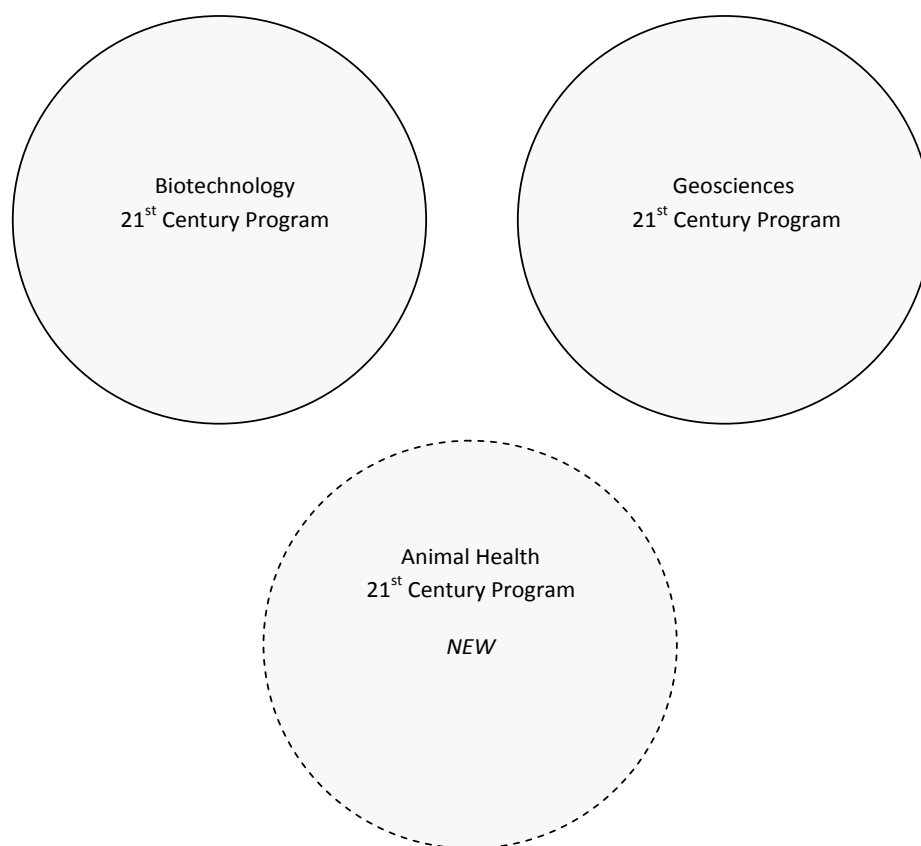 Biotechnology
21st Century Program
Geosciences
21st Century Program
Animal Health
21st Century Program
NEW